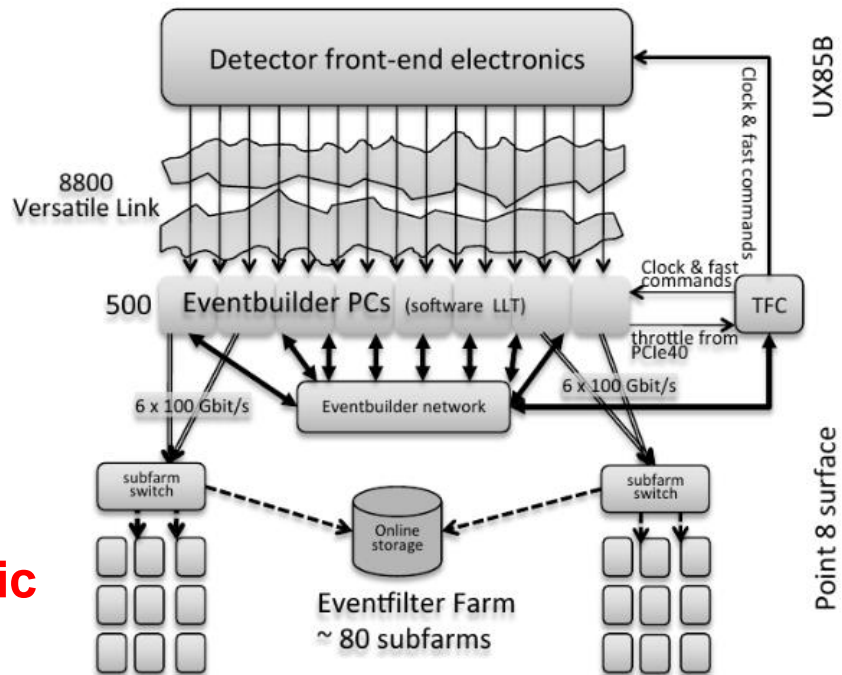 Detector front-end electronics
UX85B
Clock & fast commands
8800
Versatile Link
Clock & fast
commands
500
Eventbuilder PCs (software LLT)
TFC
throttle from
PCIe40
6 x 100 Gbit/s
6 x 100 Gbit/s
Eventbuilder network
subfarm
switch
subfarm
switch
Online
storage
Point 8 surface
ic
Eventfilter Farm
~ 80 subfarms